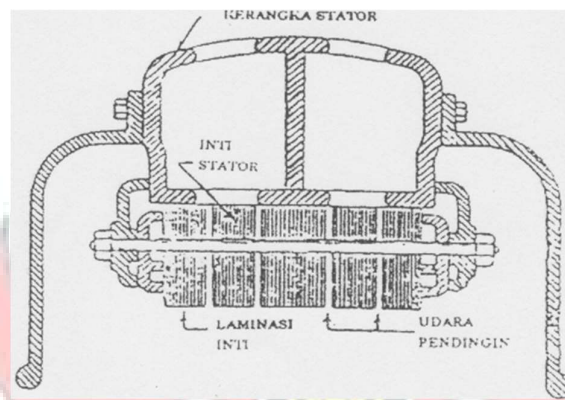 KERANGKA STATOR
INTI
STATOR
LAMINASI
INTI
UDARA
PENDINGIN